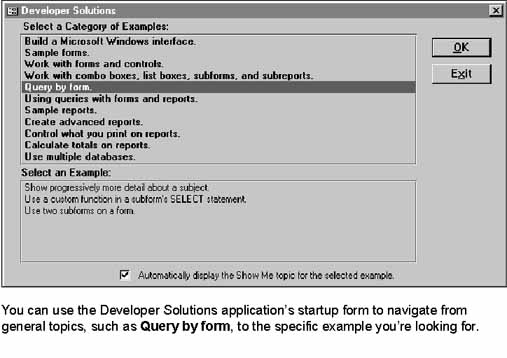 Developer Solutions
Select a Category of Examples:
Build a Microsoft Windows interface.
Sample forms.
Work with forms and controls.
Work with combo boxes, list boxes, subforms, and subreports.
Query by form.
Using queries with forms and reports.
Sample reports.
Create advanced reports.
Control what you print on reports.
Calculate totals on reports.
Use multiple databases.
OK
Exit
Select an Example:
Show progressively more detail about a subject.
Use a custom function in a subform's SELECT statement.
Use two subforms on a form.
Automatically display the Show Me topic for the selected example.
You can use the Developer Solutions application's startup form to navigate from
general topics, such as Query by form, to the specific example you're looking for.